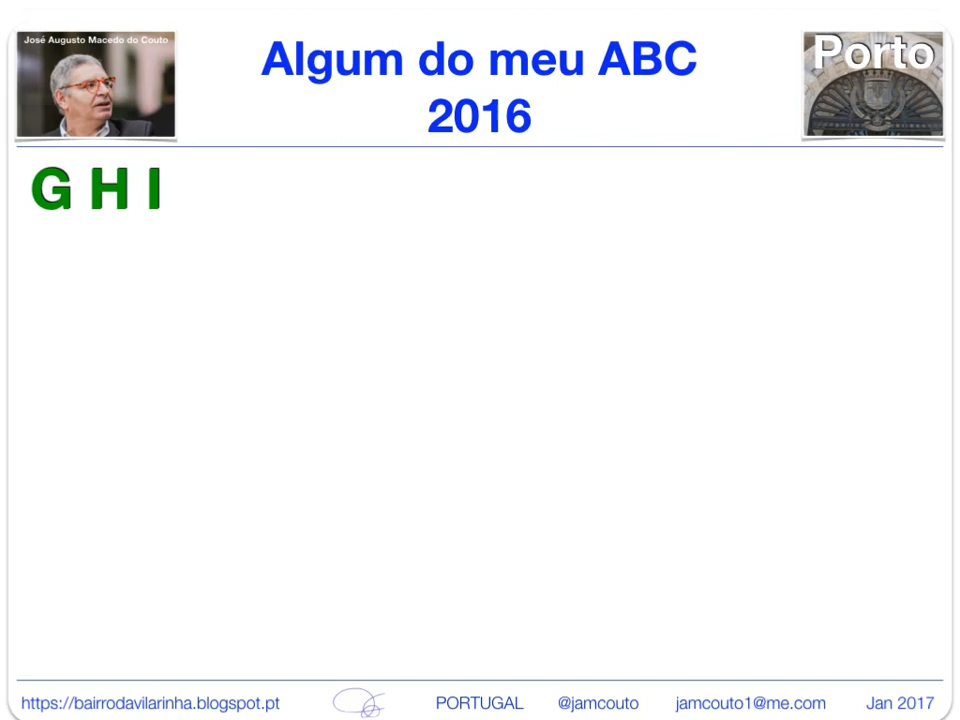 José Augusto Macedo do Couto
Algum do meu ABC
2016
Porto
G H I
https://bairrodavilarinha.blogspot.pt PORTUGAL @jamcouto jamcouto1@me.com Jan 2017